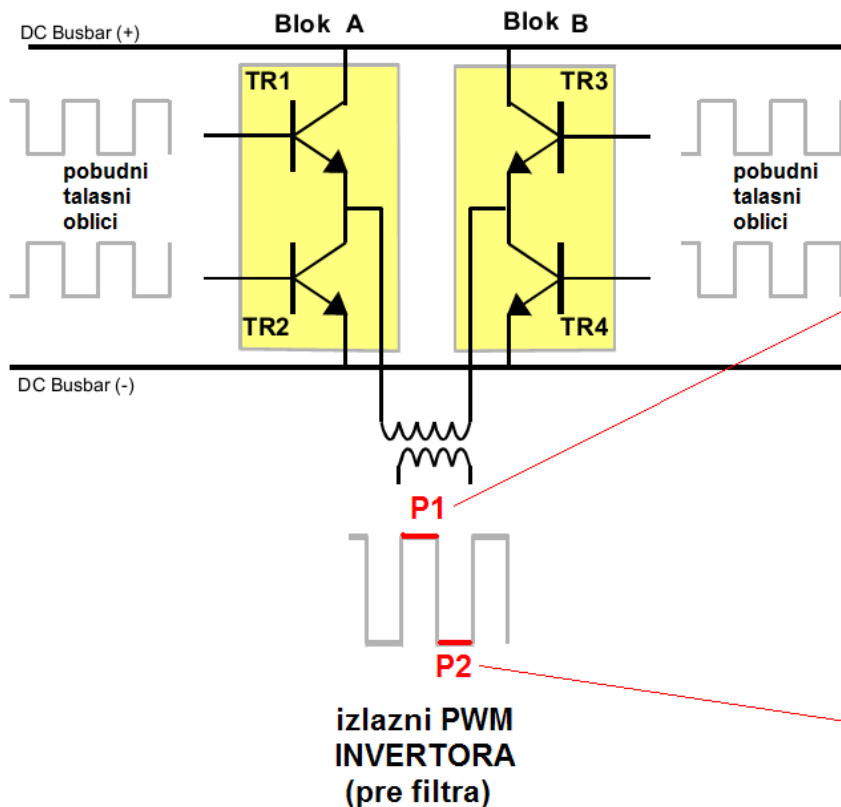 Blok A
Blok B
DC Busbar (+)
TR1
TR3
pobudni
talasni
oblici
pobudni
talasni
oblici
TR2
TR4
DC Busbar (-)
P1
P2
izlazni PWM
INVERTORA
(pre filtra)